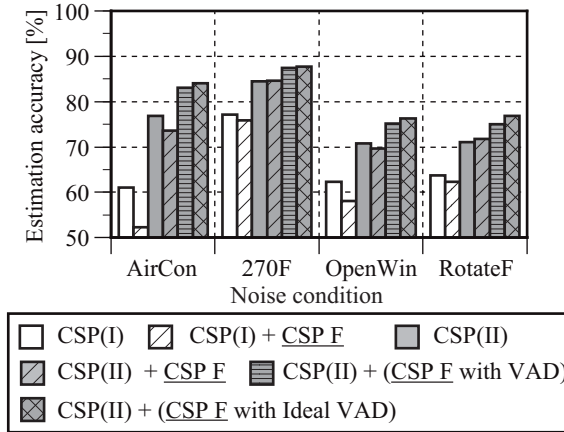 Estimation accuracy [%]
100
90
80
70
60
50
AirCon 270F OpenWin RotateF
Noise condition
CSP(I) CSP(I) + CSP F CSP(II)
CSP(II) + CSP F CSP(II) + (CSP F with VAD)
CSP(II) + (CSP F with Ideal VAD)